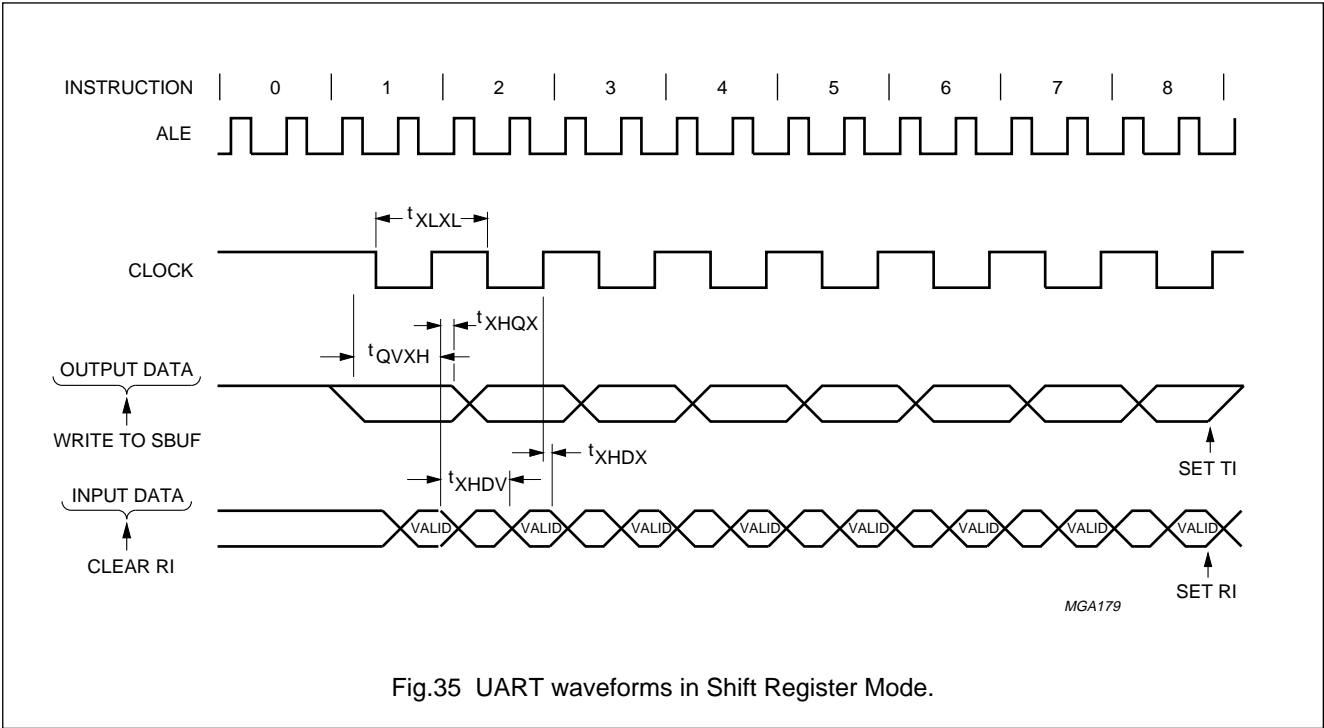 INSTRUCTION 0 1 2 3 4 5 6 7 8
ALE
tXLXL
CLOCK
tXHQX
tQVXH
OUTPUT DATA
WRITE TO SBUF
tXHDX
SET TI
tXHDV
INPUT DATA
VALID VALID VALID VALID VALID VALID VALID VALID
CLEAR RI
SET RI
MGA179
Fig.35 UART waveforms in Shift Register Mode.